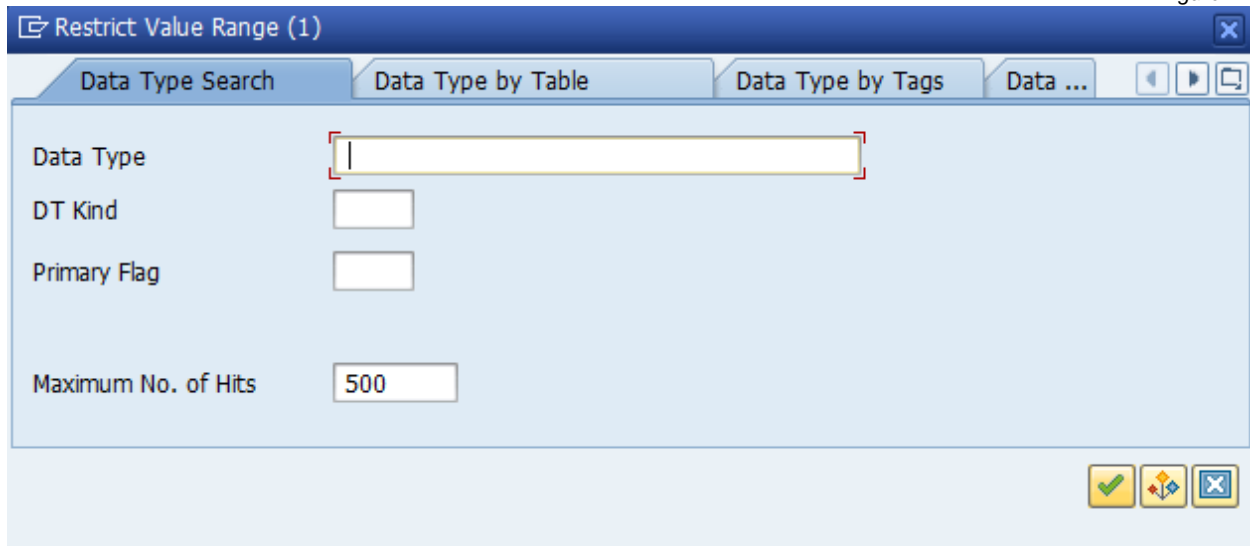 Restrict Value Range (1)
Data Type Search Data Type by Table Data Type by Tags Data ...
Data Type
DT Kind
Primary Flag
Maximum No. of Hits 500